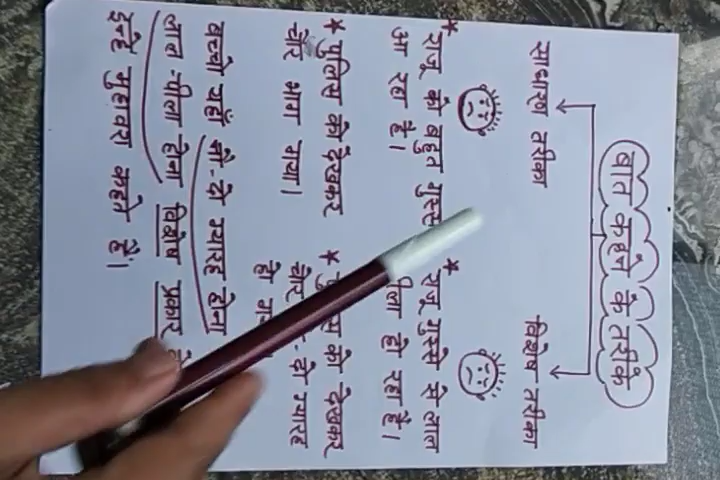 बात कहने के तरीके
साधारण तरीका
विशेष तरीका
* राजू को बहुत गुस्सा
आ रहा है।
* राजू गुस्से से लाल
पीला हो रहा है।
* पुलिस को देखकर
चोर भाग गया।
* को देखकर
चोर दो ग्यारह
हो
बच्चो यहाँ नौ-दो ग्यारह होना
लाल-पीला होना विशेष प्रकार
इन्हें मुहावरा कहते हैं।